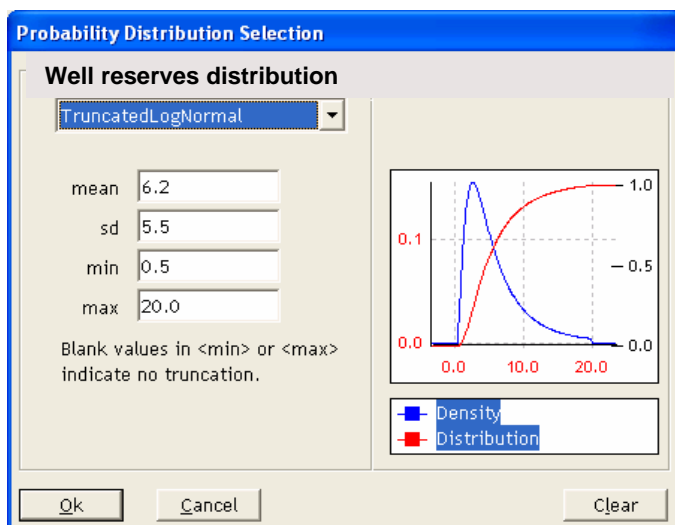 Probability Distribution Selection
Well reserves distribution
TruncatedLogNormal
mean 6.2
sd 5.5
min 0.5
max 20.0
Blank values in <min> or <max>
indicate no truncation.
1.0
0.1
0.5
0.0 0.0
0.0 10.0 20.0
Density
Distribution
Ok Cancel Clear